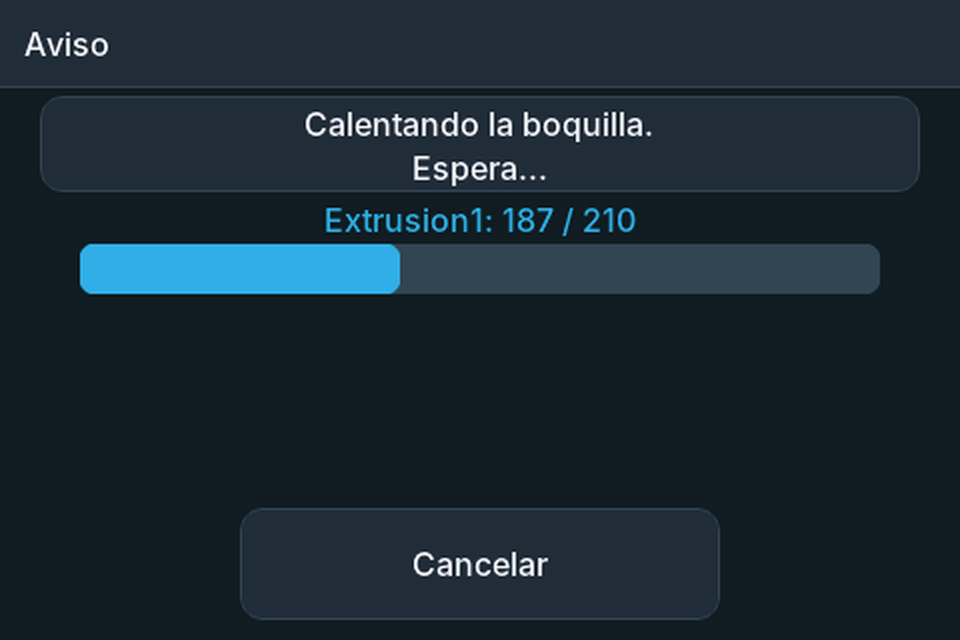 Aviso
Calentando la boquilla.
Espera...
Extrusion1: 187 / 210
Cancelar